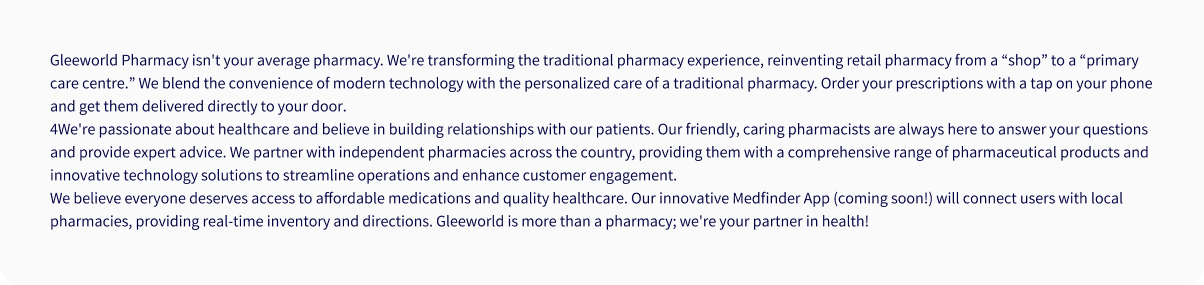 Gleeworld Pharmacy isn't your average pharmacy. We're transforming the traditional pharmacy experience, reinventing retail pharmacy from a “shop” to a “primary
care centre.” We blend the convenience of modern technology with the personalized care of a traditional pharmacy. Order your prescriptions with a tap on your phone
and get them delivered directly to your door.
4We're passionate about healthcare and believe in building relationships with our patients. Our friendly, caring pharmacists are always here to answer your questions
and provide expert advice. We partner with independent pharmacies across the country, providing them with a comprehensive range of pharmaceutical products and
innovative technology solutions to streamline operations and enhance customer engagement.
We believe everyone deserves access to affordable medications and quality healthcare. Our innovative Medfinder App (coming soon!) will connect users with local
pharmacies, providing real-time inventory and directions. Gleeworld is more than a pharmacy; we're your partner in health!